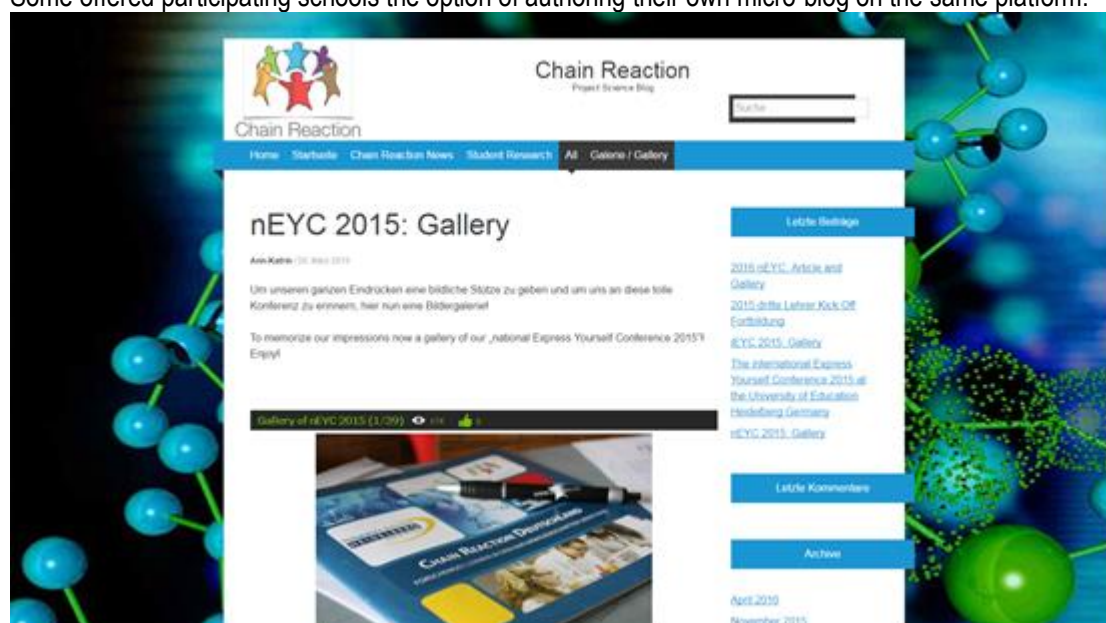 Some offered participating schools the option of authoring their own micro-blog on the same platform.
Chain Reaction
Chain Reaction
Project Science Blog
Suche
Home Startseite Chain Reaction News Student Research All Galerie / Gallery
nEYC 2015: Gallery
Ann-Katrin
Um unseren ganzen Eindrücken eine bildliche Stütze zu geben und um uns an diese tolle
Konferenz zu erinnern, hier nun eine Bildergalerie!
To memorize our impressions now a gallery of our „national Express Yourself Conference 2015"!
Enjoy!
Gallery of nEYC 2015 (1/39)
CHAIN REACTION DEUTSCHLAND
Letzte Beiträge
2016 nEYC, Article and
Gallery
2015 dritte Lehrer Kick Off
Fortbildung
iEYC 2015: Gallery
The international Express
Yourself Conference 2015 at
the University of Education
Heidelberg Germany
nEYC 2015: Gallery
Letzte Kommentare
Archive
April 2016
November 2015